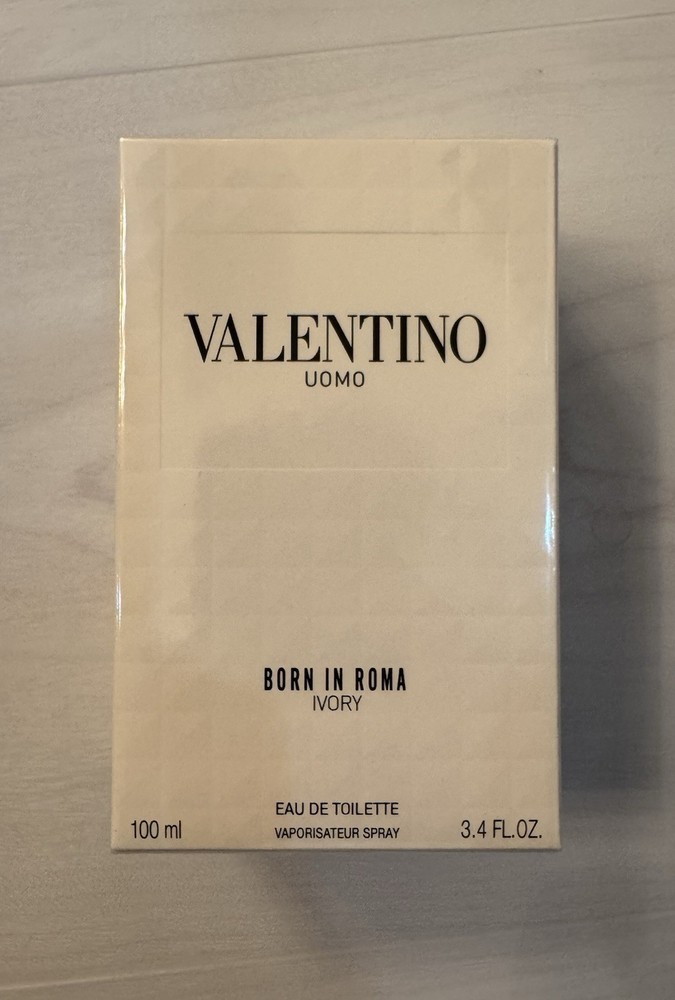 VALENTINO
UOMO
BORN IN ROMA
IVORY
EAU DE TOILETTE
100 ml VAPORISATEUR SPRAY 3.4 FL.OZ.